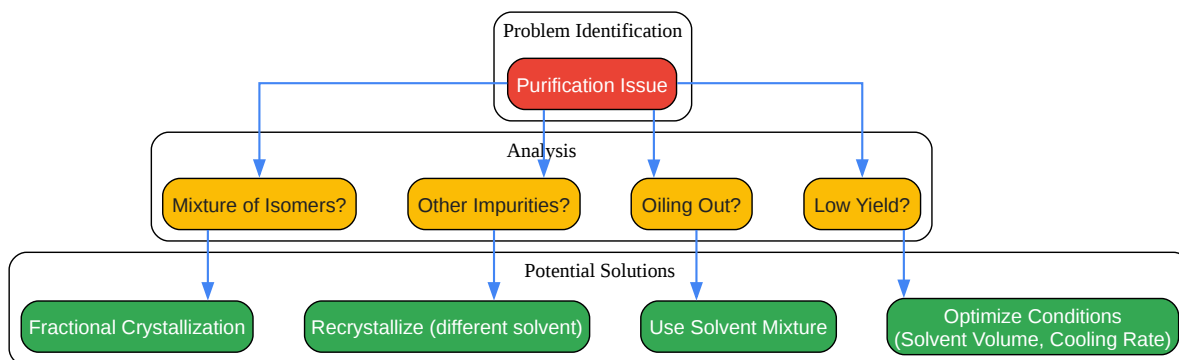 Problem Identification
Purification Issue
Analysis
Mixture of Isomers?
Other Impurities?
Oiling Out?
Low Yield?
Potential Solutions
Fractional Crystallization
Recrystallize (different solvent)
Use Solvent Mixture
Optimize Conditions
(Solvent Volume, Cooling Rate)